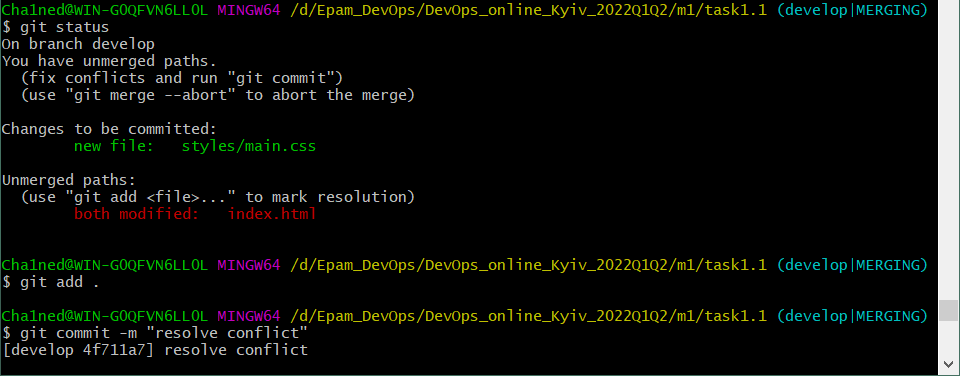 Cha1ned@WIN-G0QFVN6LL0L MINGW64 /d/Epam_DevOps/DevOps_online_Kyiv_2022Q1Q2/m1/task1.1 (develop|MERGING)
$ git status
On branch develop
You have unmerged paths.
  (fix conflicts and run "git commit")
  (use "git merge --abort" to abort the merge)

Changes to be committed:
        new file:   styles/main.css

Unmerged paths:
  (use "git add <file>..." to mark resolution)
        both modified:   index.html


Cha1ned@WIN-G0QFVN6LL0L MINGW64 /d/Epam_DevOps/DevOps_online_Kyiv_2022Q1Q2/m1/task1.1 (develop|MERGING)
$ git add .

Cha1ned@WIN-G0QFVN6LL0L MINGW64 /d/Epam_DevOps/DevOps_online_Kyiv_2022Q1Q2/m1/task1.1 (develop|MERGING)
$ git commit -m "resolve conflict"
[develop 4f711a7] resolve conflict